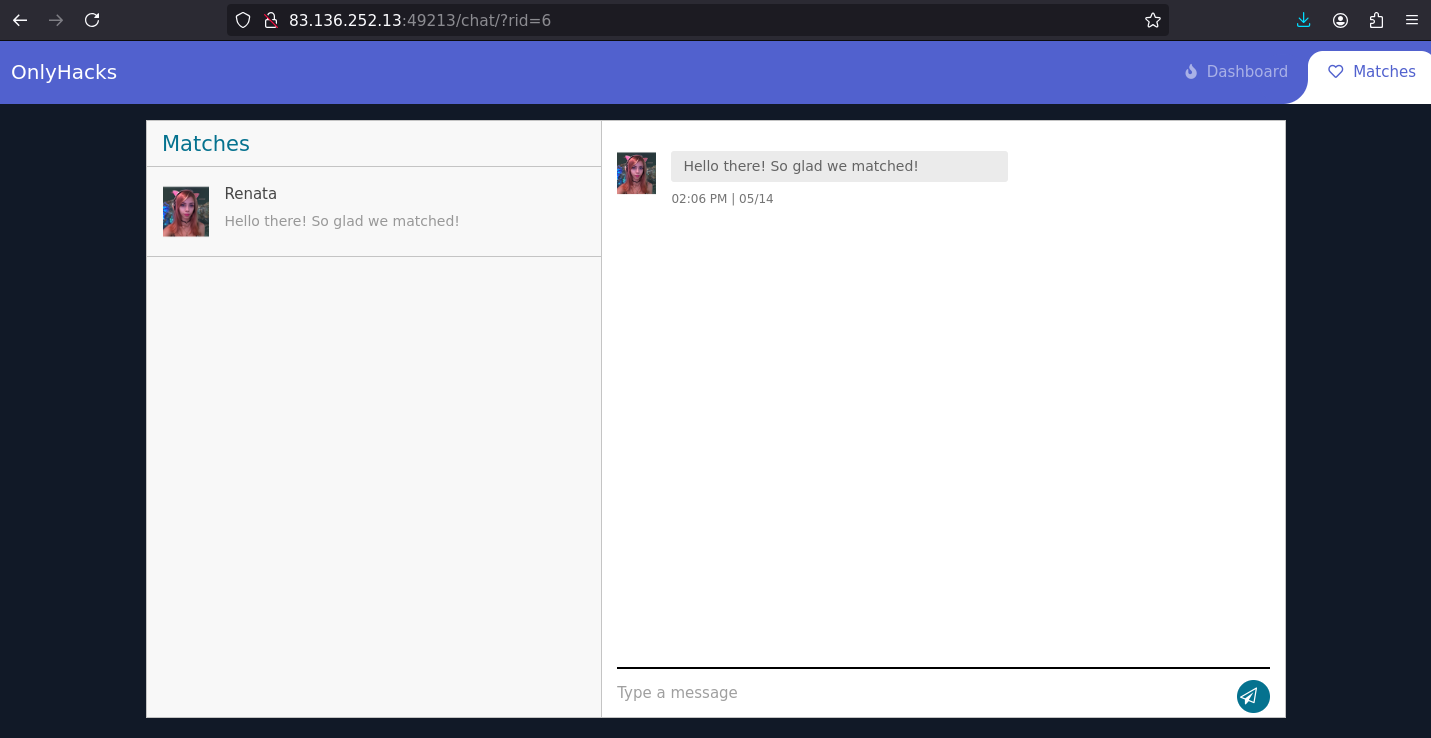 83.136.252.13:49213/chat/?rid=6
OnlyHacks
Dashboard
Matches
Matches
Renata
Hello there! So glad we matched!
Hello there! So glad we matched!
02:06 PM | 05/14
Type a message